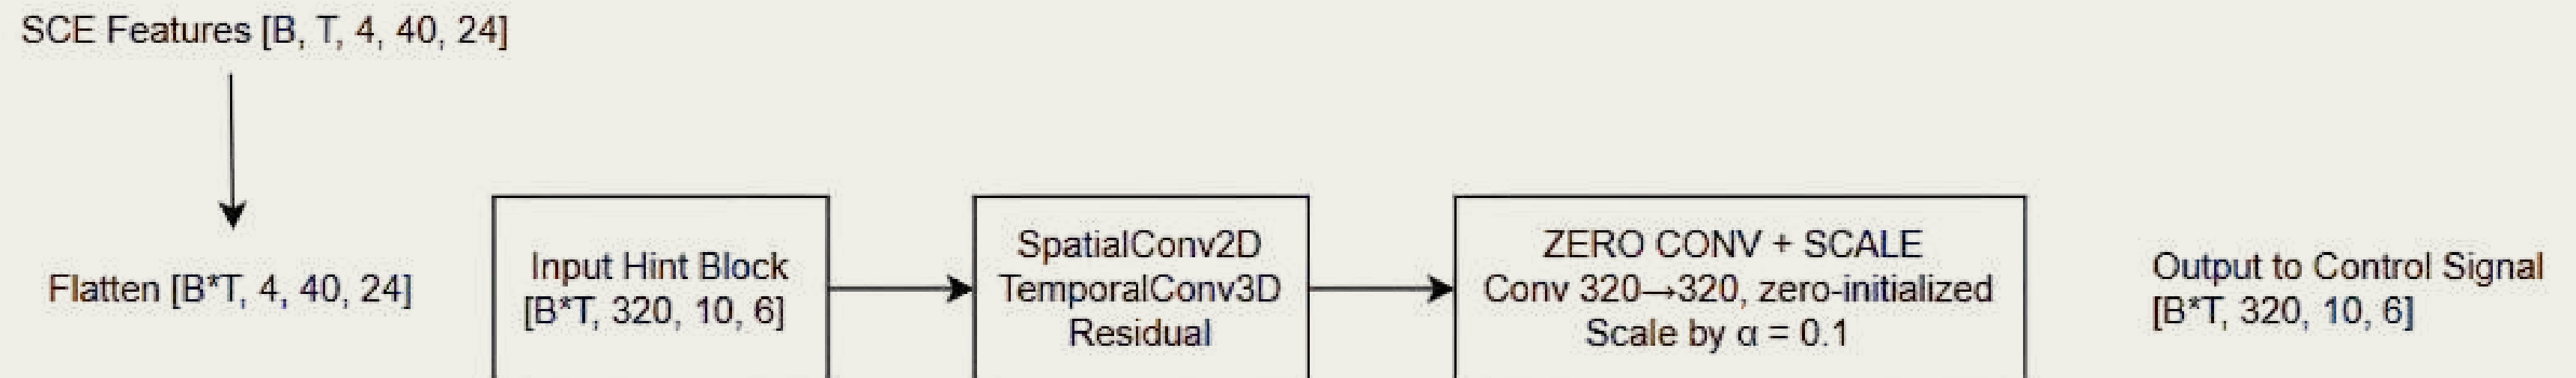 SCE Features [B, T, 4, 40, 24]
Flatten [B*T, 4, 40, 24]
Input Hint Block
[B*T, 320, 10, 6]
SpatialConv2D
TemporalConv3D
Residual
ZERO CONV + SCALE
Conv 320→320, zero-initialized
Scale by α = 0.1
Output to Control Signal
[B*T, 320, 10, 6]